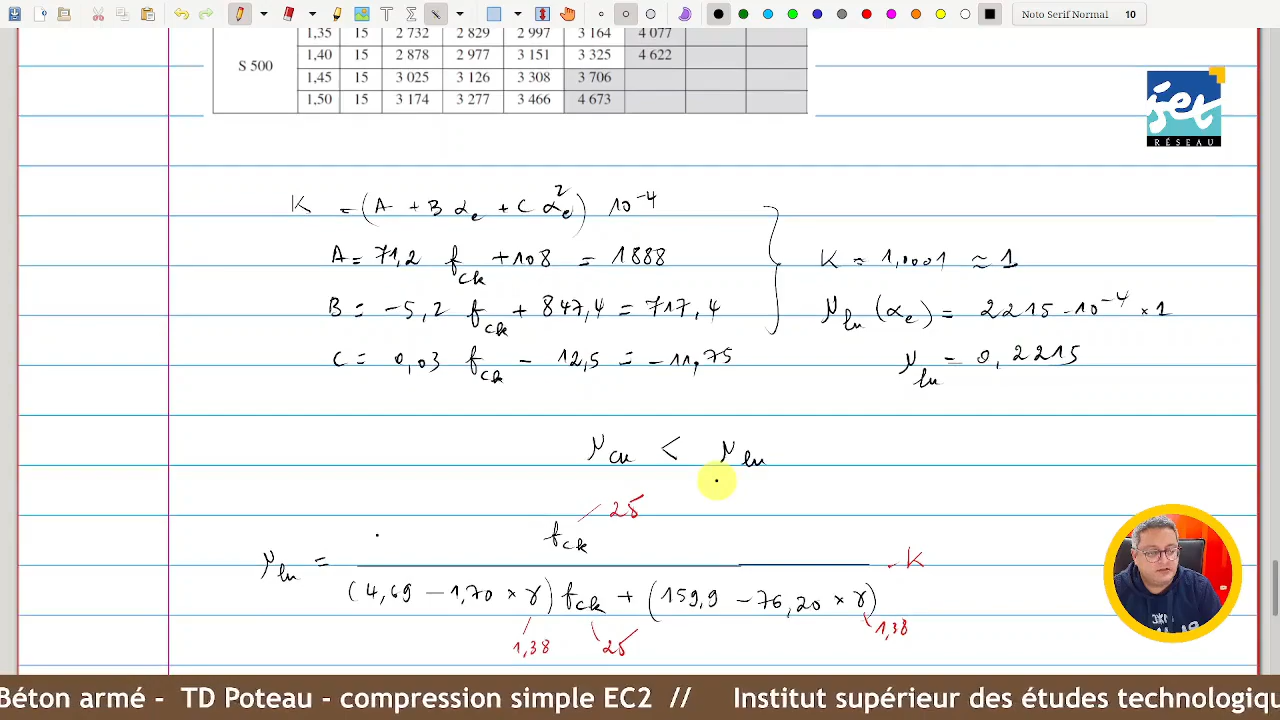 Noto Serif Normal 10
1,35 15 2 732 2 829 2 997 3 164 4 077
S 500 1,40 15 2 878 2 977 3 151 3 325 4 622
1,45 15 3 025 3 126 3 308 3 706
1,50 15 3 174 3 277 3 466 4 673
iset
RÉSEAU
K = (A + B αe + C αe²) 10⁻⁴
A = 71,2 fck + 108 = 1888
B = -5,2 fck + 847,4 = 717,4
C = 0,03 fck - 12,5 = -11,75
K = 1,0001 ≈ 1
μlu (αe) = 2215 · 10⁻⁴ × 1
μlu = 0,2215
μcu < μlu
25
μlu = fck / (4,69 - 1,70 × γ) fck + (159,9 - 76,20 × γ) · K
1,38 25 1,38
Béton armé - TD Poteau - compression simple EC2 // Institut supérieur des études technologiqu